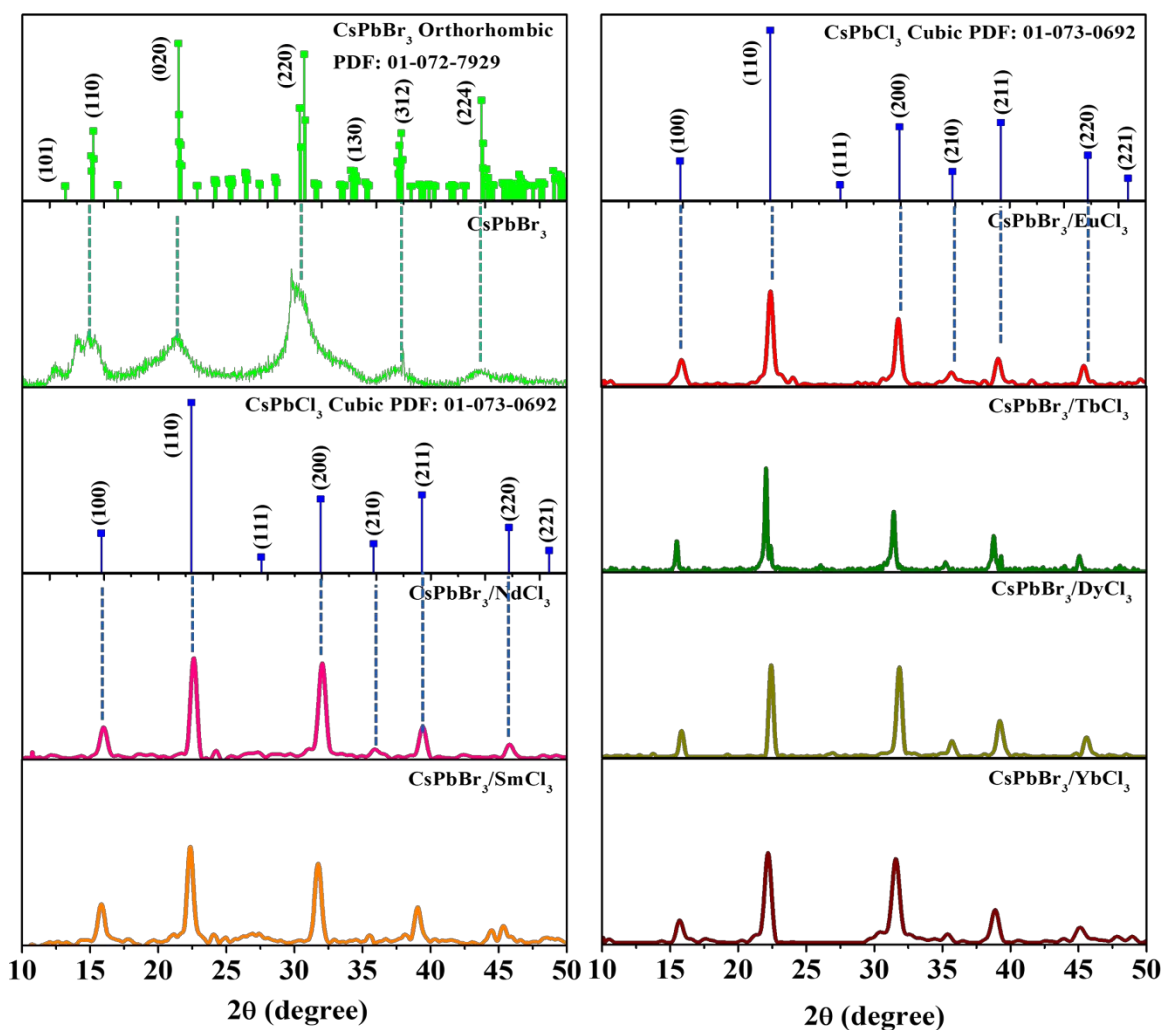 CsPbBr₃ Orthorhombic
PDF: 01-072-7929
(101)
(110)
(020)
(220)
(130)
(312)
(224)
CsPbBr₃
CsPbCl₃ Cubic PDF: 01-073-0692
(100)
(110)
(111)
(200)
(210)
(211)
(220)
(221)
CsPbBr₃/NdCl₃
CsPbBr₃/SmCl₃
10 15 20 25 30 35 40 45 50
2θ (degree)
CsPbCl₃ Cubic PDF: 01-073-0692
(100)
(110)
(111)
(200)
(210)
(211)
(220)
(221)
CsPbBr₃/EuCl₃
CsPbBr₃/TbCl₃
CsPbBr₃/DyCl₃
CsPbBr₃/YbCl₃
10 15 20 25 30 35 40 45 50
2θ (degree)